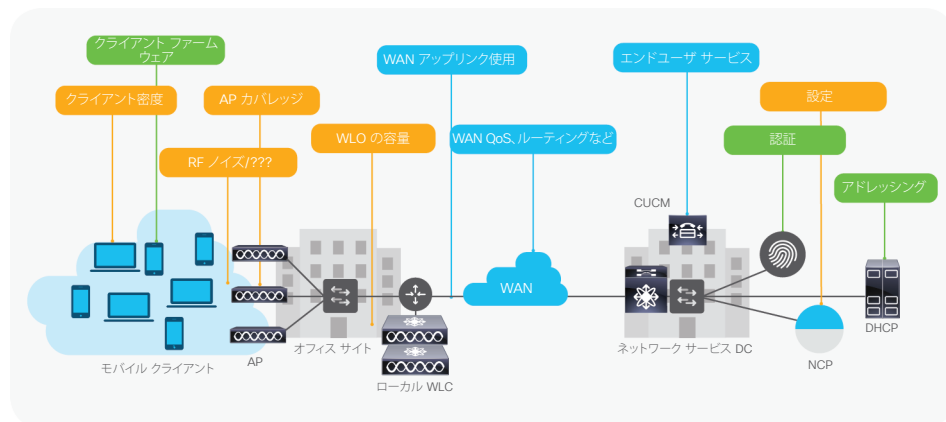 クライアント ファーム
ウェア
WAN アップリンク使用
エンドユーザ サービス
クライアント密度
AP カバレッジ
設定
WLO の容量
WAN QoS、ルーティングなど
認証
RF ノイズ/???
アドレッシング
CUCM
WAN
DHCP
オフィス サイト
ネットワーク サービス DC
AP
NCP
モバイル クライアント
ローカル WLC